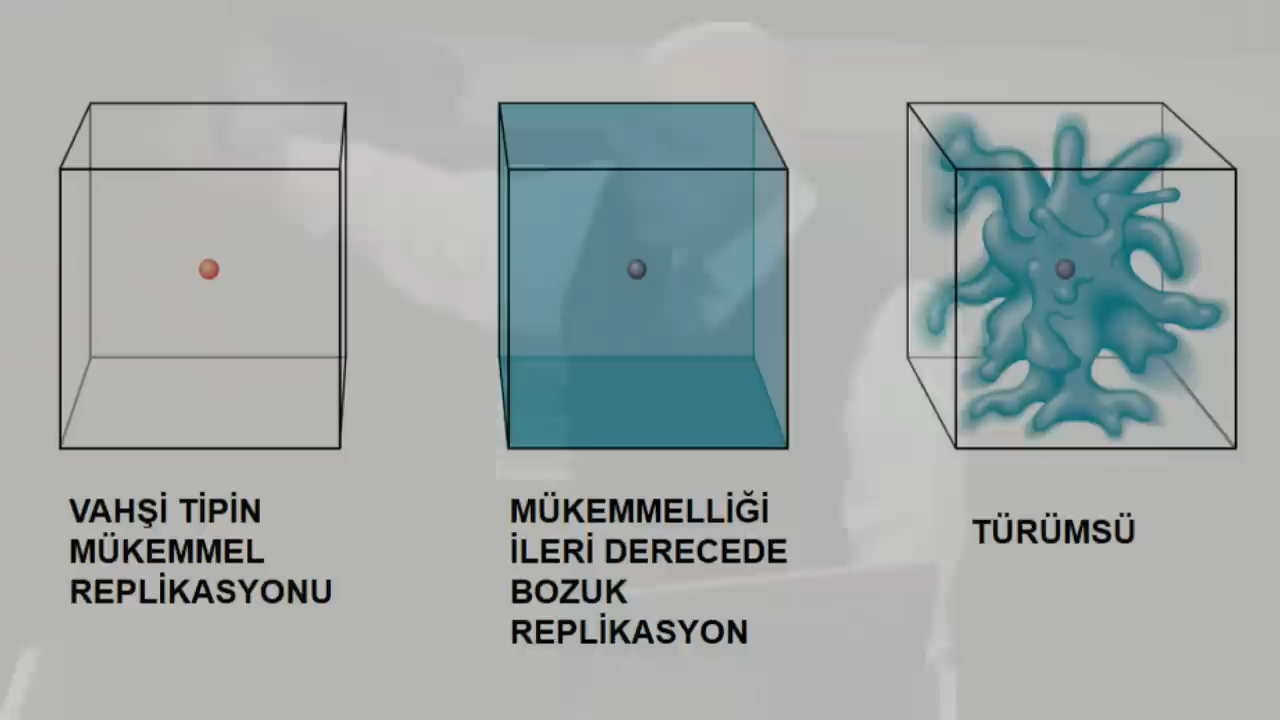 VAHŞİ TİPİN
MÜKEMMEL
REPLİKASYONU
MÜKEMMELLİĞİ
İLERİ DERECEDE
BOZUK
REPLİKASYON
TÜRÜMSÜ